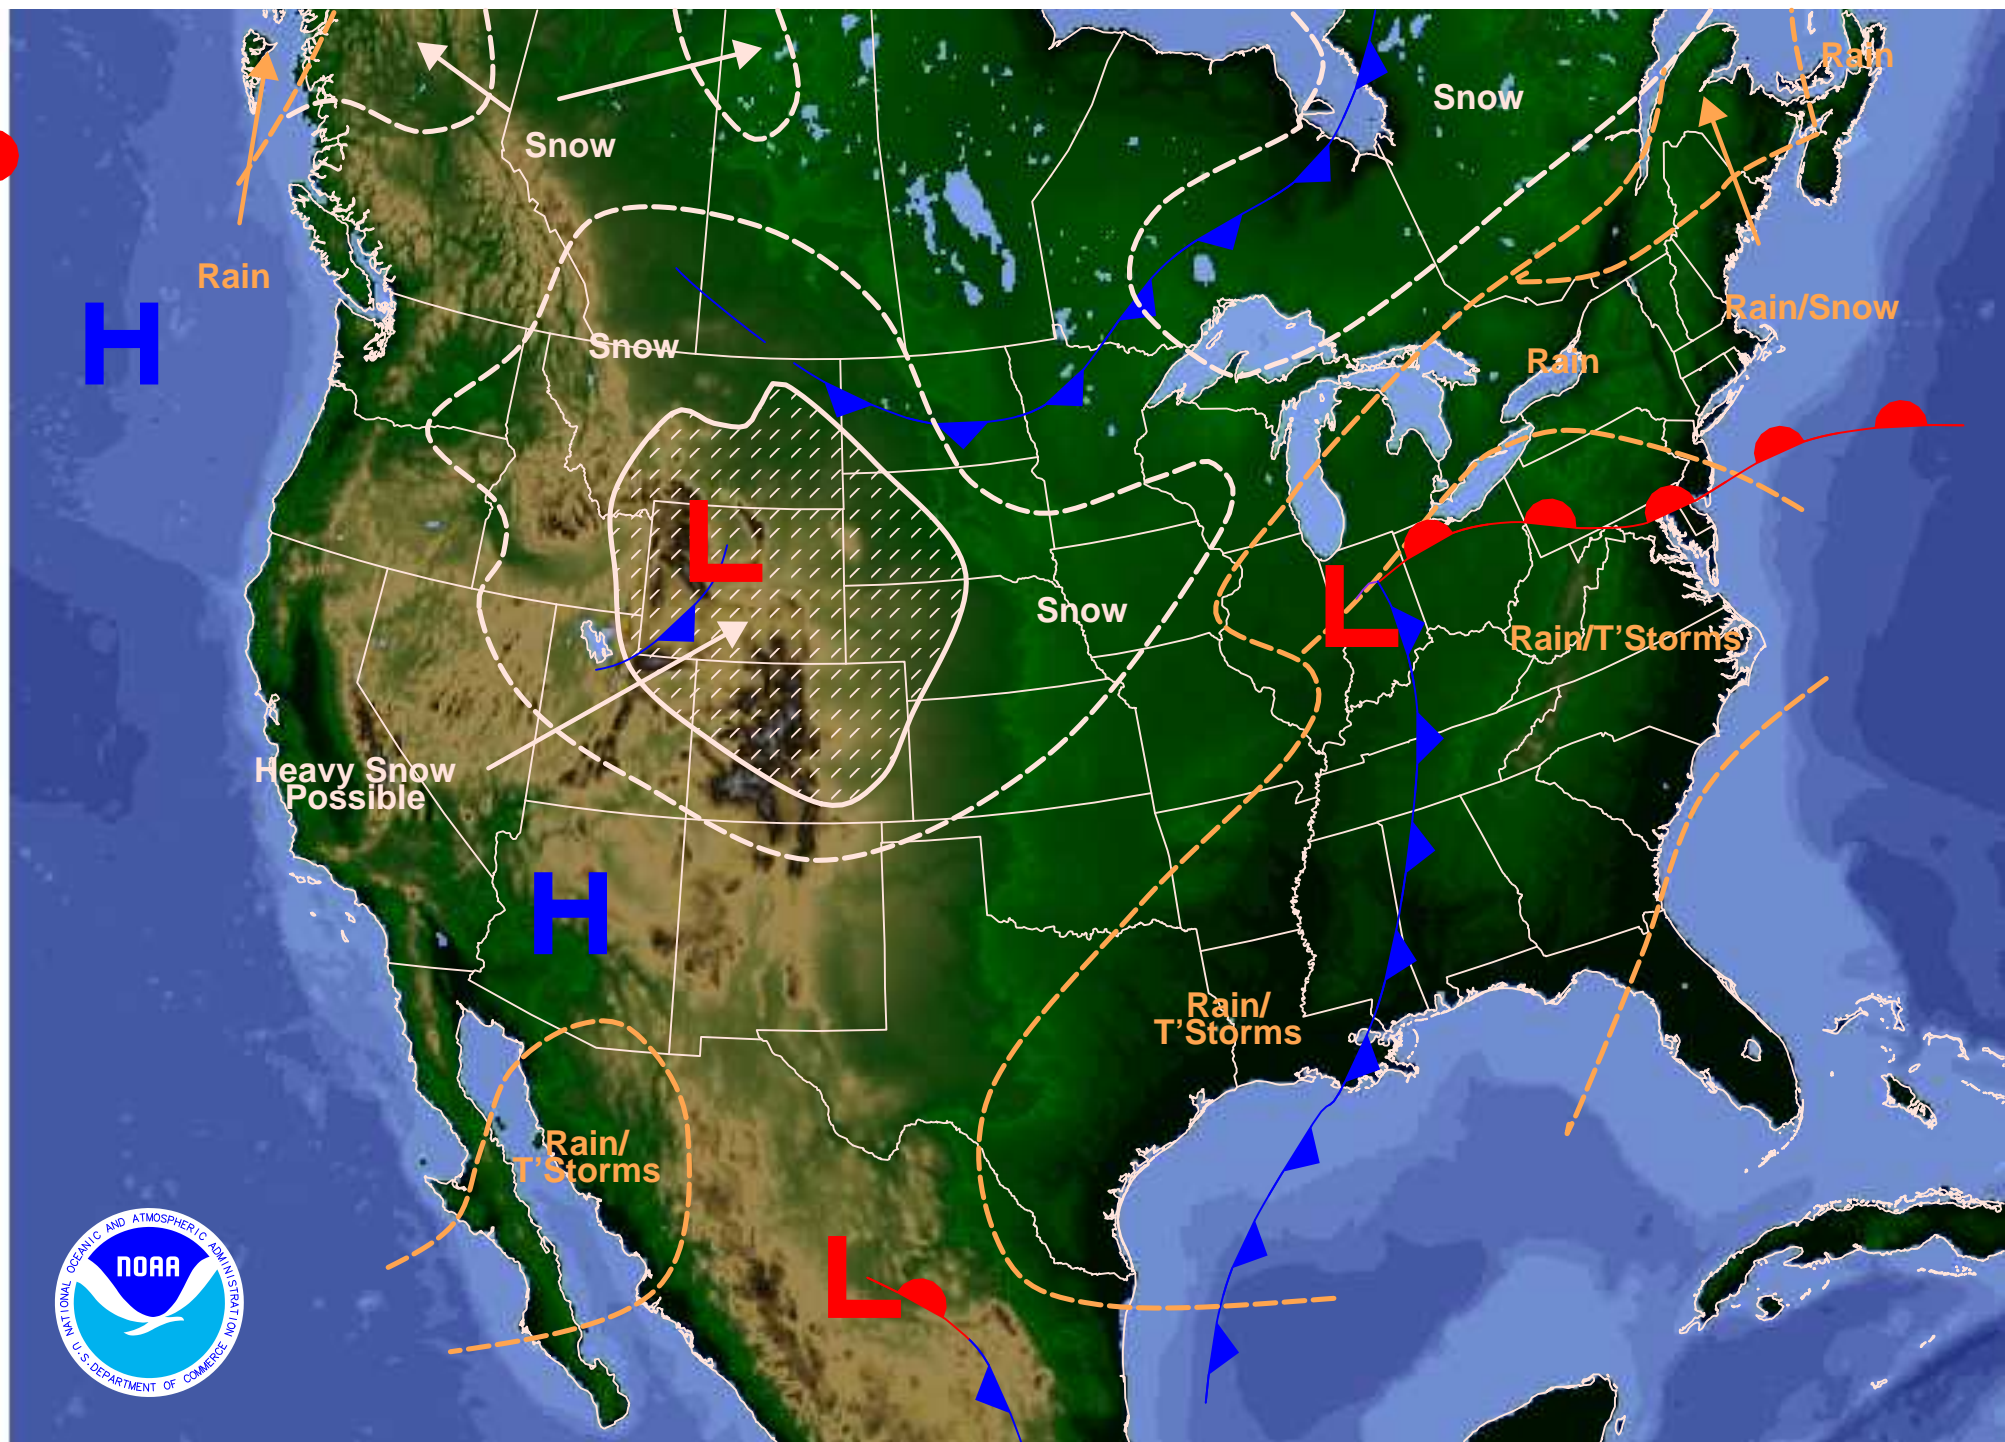 Rain
Snow
Snow
Rain
Rain/Snow
Snow
Rain
H
L
Snow
L
Rain/T'Storms
Heavy Snow
Possible
H
Rain/
T'Storms
Rain/
T'Storms
L
NATIONAL OCEANIC AND ATMOSPHERIC ADMINISTRATION
NOAA
U.S. DEPARTMENT OF COMMERCE